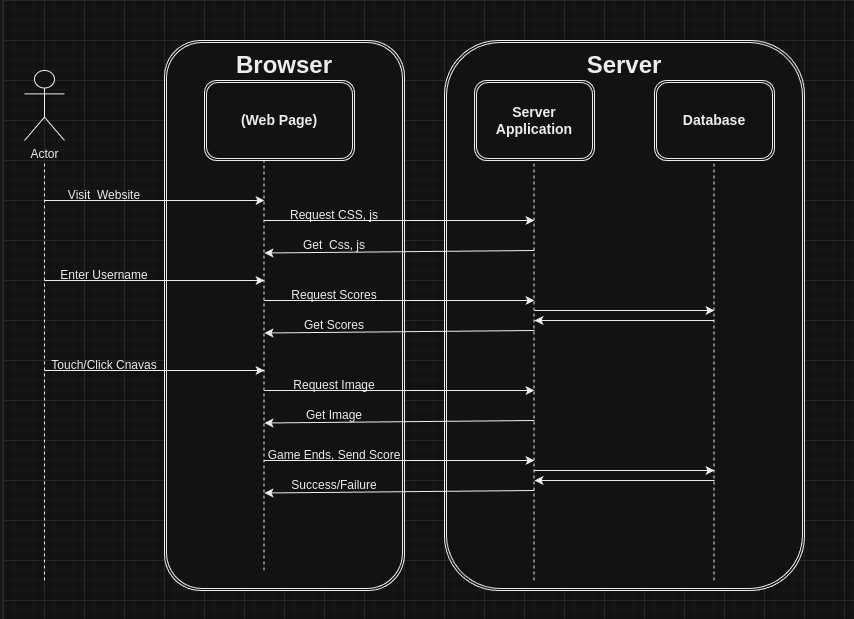 Browser
Server
(Web Page)
Server
Application
Database
Actor
Visit  Website
Request CSS, js
Get  Css, js
Enter Username
Request Scores
Get Scores
Touch/Click Cnavas
Request Image
Get Image
Game Ends, Send Score
Success/Failure